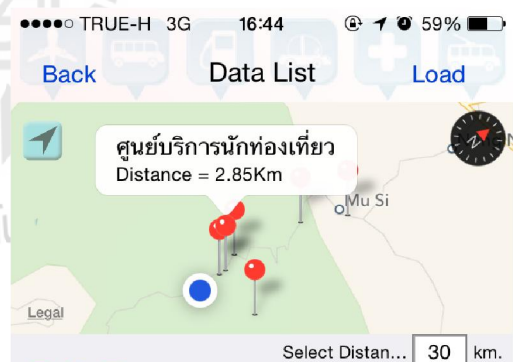 TRUE-H 3G 16:44 59%
Back Data List Load
ศูนย์บริการนักท่องเที่ยว
Distance = 2.85Km
Mu Si
Legal
Select Distan... 30 km.